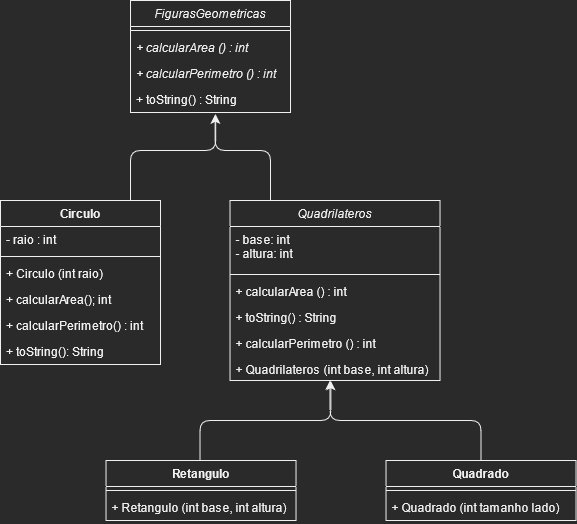 FigurasGeometricas
+ calcularArea () : int
+ calcularPerimetro () : int
+ toString() : String
Circulo
- raio : int
+ Circulo (int raio)
+ calcularArea(); int
+ calcularPerimetro() : int
+ toString(): String
Quadrilateros
- base: int
- altura: int
+ calcularArea () : int
+ toString() : String
+ calcularPerimetro () : int
+ Quadrilateros (int base, int altura)
Retangulo
+ Retangulo (int base, int altura)
Quadrado
+ Quadrado (int tamanho lado)